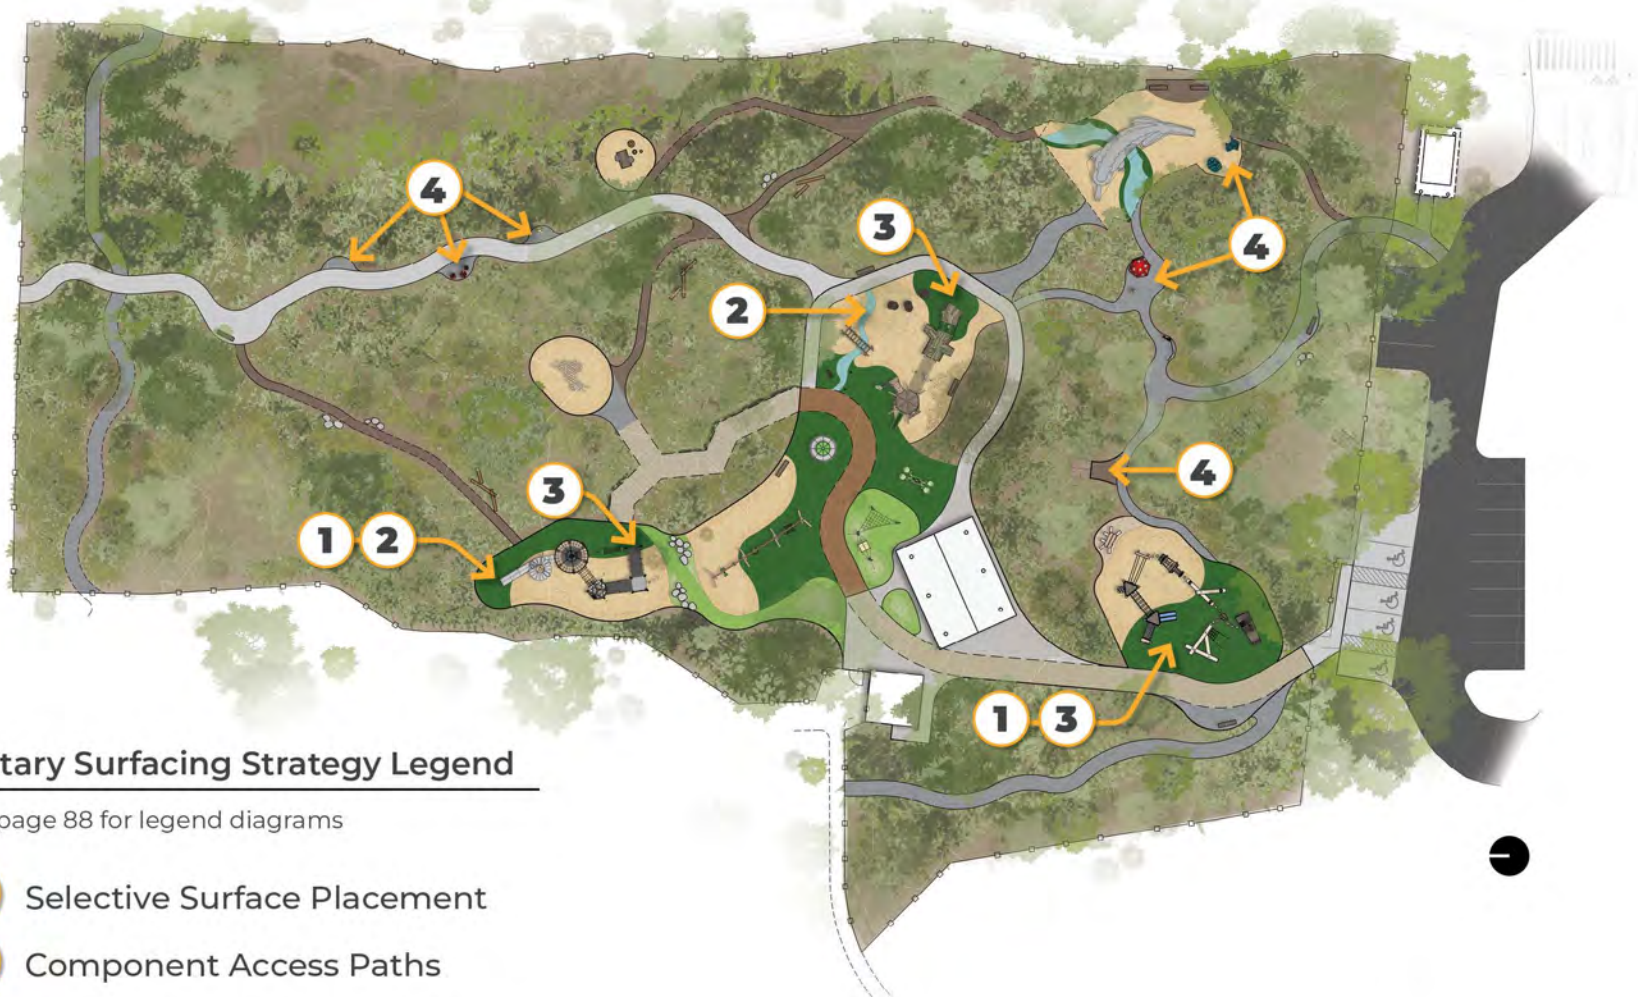 4
3
4
2
4
3
1 2
1 3
tary Surfacing Strategy Legend
page 88 for legend diagrams
Selective Surface Placement
Component Access Paths